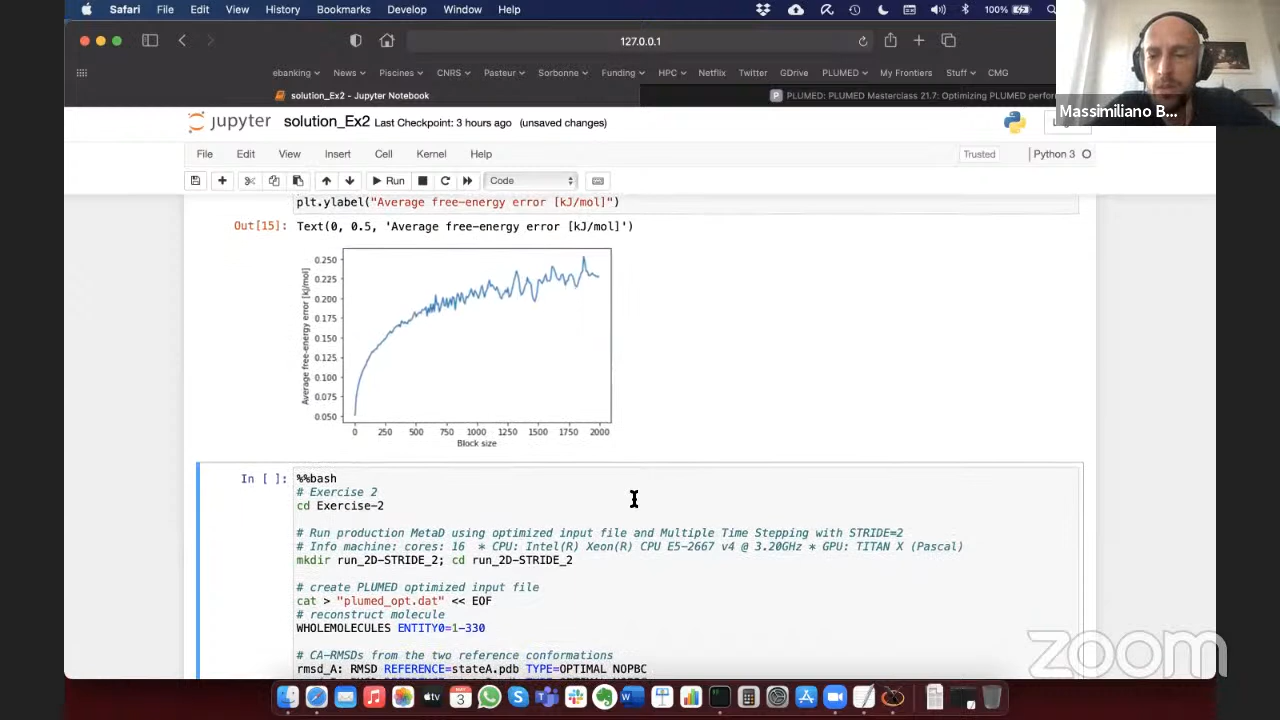 Safari File Edit View History Bookmarks Develop Window Help 100%
127.0.0.1
ebanking News Piscines CNRS Pasteur Sorbonne Funding HPC Netflix Twitter GDrive PLUMED My Frontiers Stuff CMG
solution_Ex2 - Jupyter Notebook
PLUMED: PLUMED Masterclass 21.7: Optimizing PLUMED perfor
Massimiliano B...
jupyter solution_Ex2 Last Checkpoint: 3 hours ago (unsaved changes)
File Edit View Insert Cell Kernel Help Trusted Python 3
Run Code
plt.ylabel("Average free-energy error [kJ/mol]")
Out[15]: Text(0, 0.5, 'Average free-energy error [kJ/mol]')
Average free-energy error [kJ/mol]
0.250
0.225
0.200
0.175
0.150
0.125
0.100
0.075
0.050
0 250 500 750 1000 1250 1500 1750 2000
Block size
In [ ]: %%bash
# Exercise 2
cd Exercise-2
# Run production MetaD using optimized input file and Multiple Time Stepping with STRIDE=2
# Info machine: cores: 16 * CPU: Intel(R) Xeon(R) CPU E5-2667 v4 @ 3.20GHz * GPU: TITAN X (Pascal)
mkdir run_2D-STRIDE_2; cd run_2D-STRIDE_2
# create PLUMED optimized input file
cat > "plumed_opt.dat" << EOF
# reconstruct molecule
WHOLEMOLECULES ENTITY0=1-330
# CA-RMSDs from the two reference conformations
rmsd_A: RMSD REFERENCE=stateA.pdb TYPE=OPTIMAL NOPBC
zoom
tv